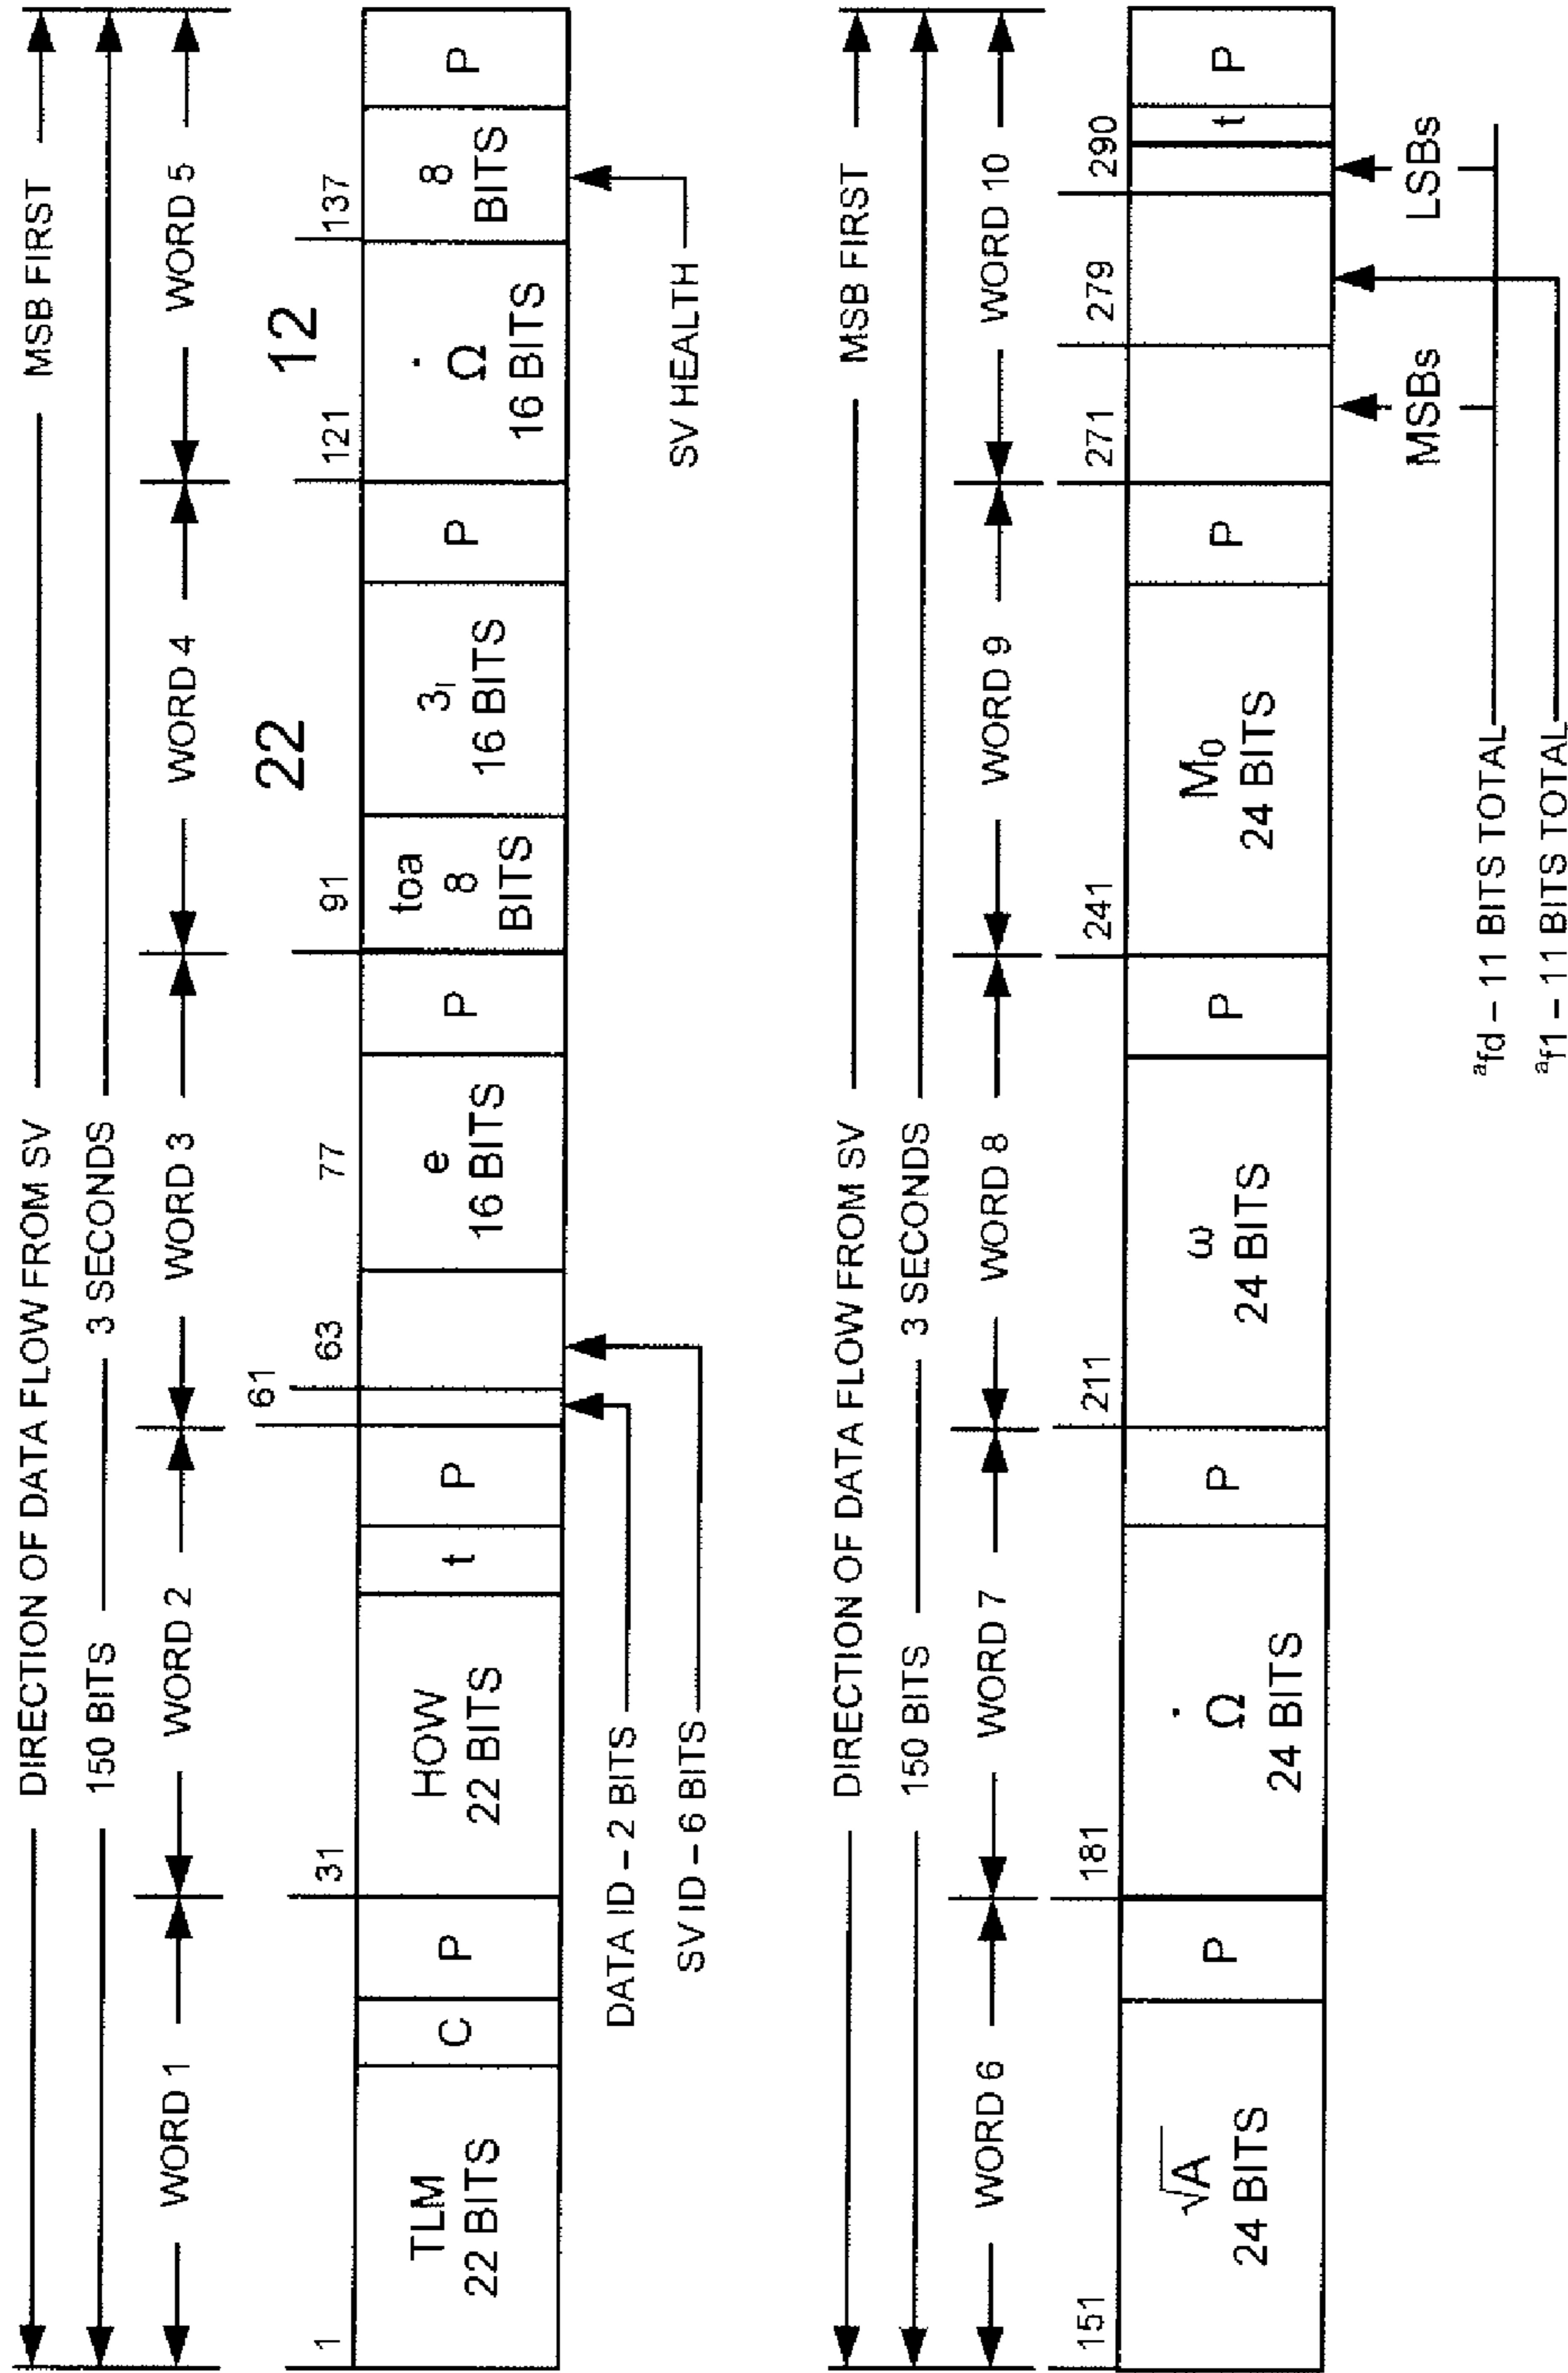 DIRECTION OF DATA FLOW FROM SV
MSB FIRST
150 BITS
3 SECONDS
WORD 1
WORD 2
WORD 3
WORD 4
WORD 5
22
12
1
31
61
63
77
91
121
137
TLM
22 BITS
C
P
HOW
22 BITS
t
P
e
16 BITS
P
toa
8
BITS
3I
16 BITS
P
Ω̇
16 BITS
8
BITS
P
DATA ID – 2 BITS
SV ID – 6 BITS
SV HEALTH
DIRECTION OF DATA FLOW FROM SV
MSB FIRST
150 BITS
3 SECONDS
WORD 6
WORD 7
WORD 8
WORD 9
WORD 10
151
181
211
241
271
279
290
√A
24 BITS
P
Ω̇
24 BITS
P
ω
24 BITS
P
M0
24 BITS
P
t
P
MSBs
LSBs
afd – 11 BITS TOTAL
af1 – 11 BITS TOTAL